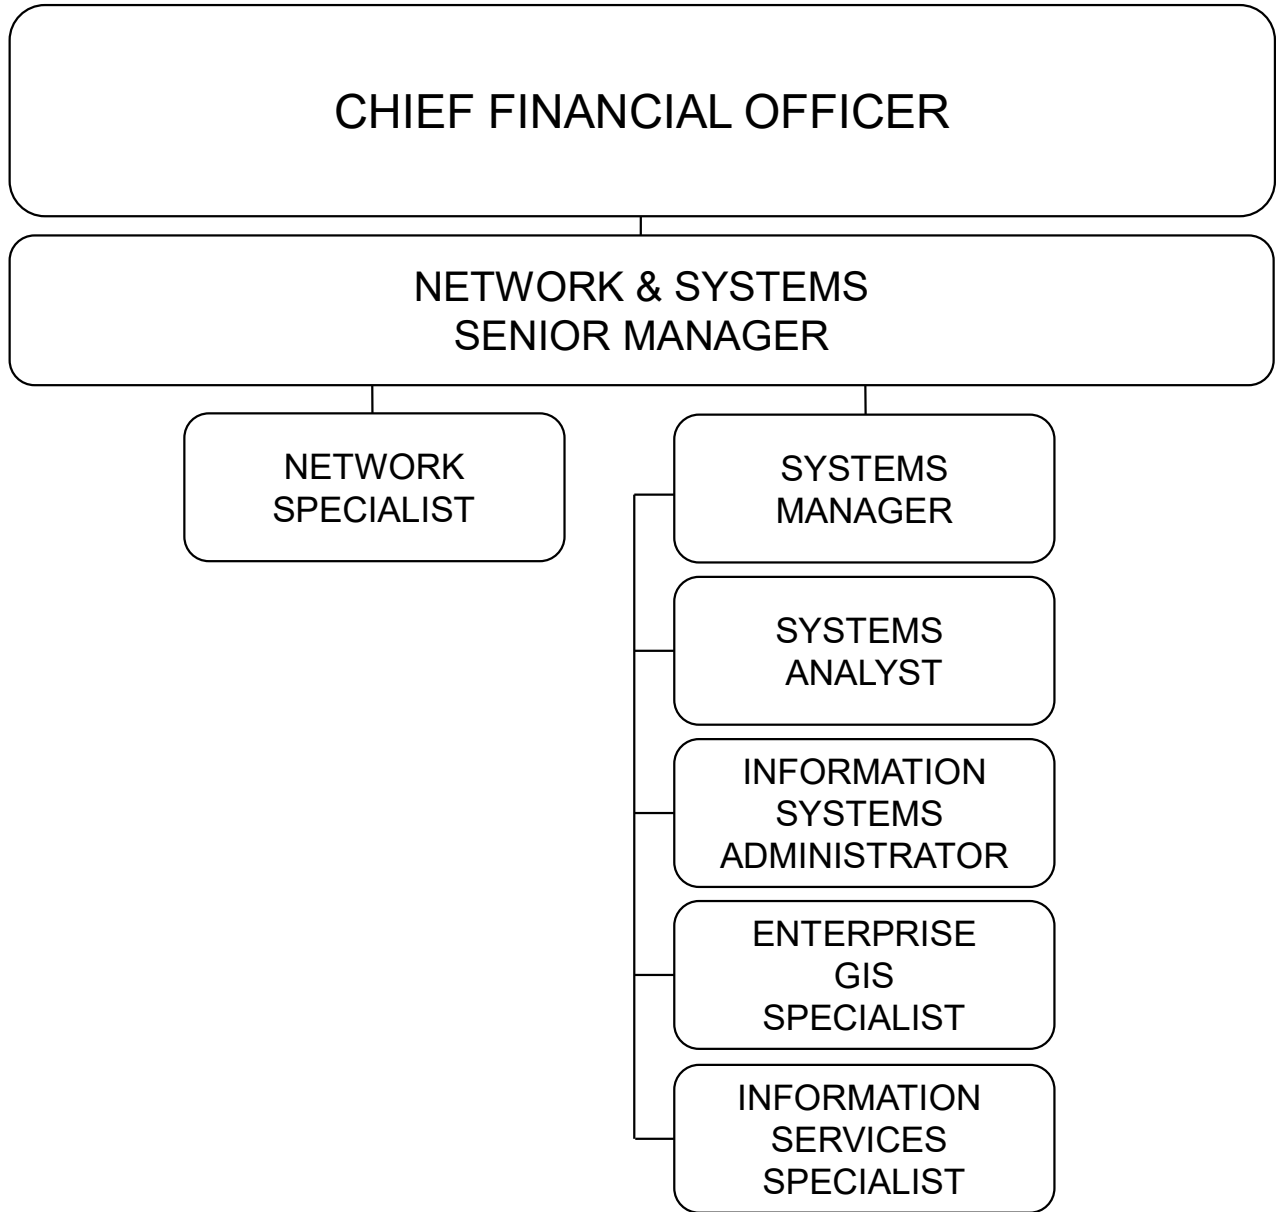 CHIEF FINANCIAL OFFICER
NETWORK & SYSTEMS
SENIOR MANAGER
NETWORK
SPECIALIST
SYSTEMS
MANAGER
SYSTEMS
ANALYST
INFORMATION
SYSTEMS
ADMINISTRATOR
ENTERPRISE
GIS
SPECIALIST
INFORMATION
SERVICES
SPECIALIST